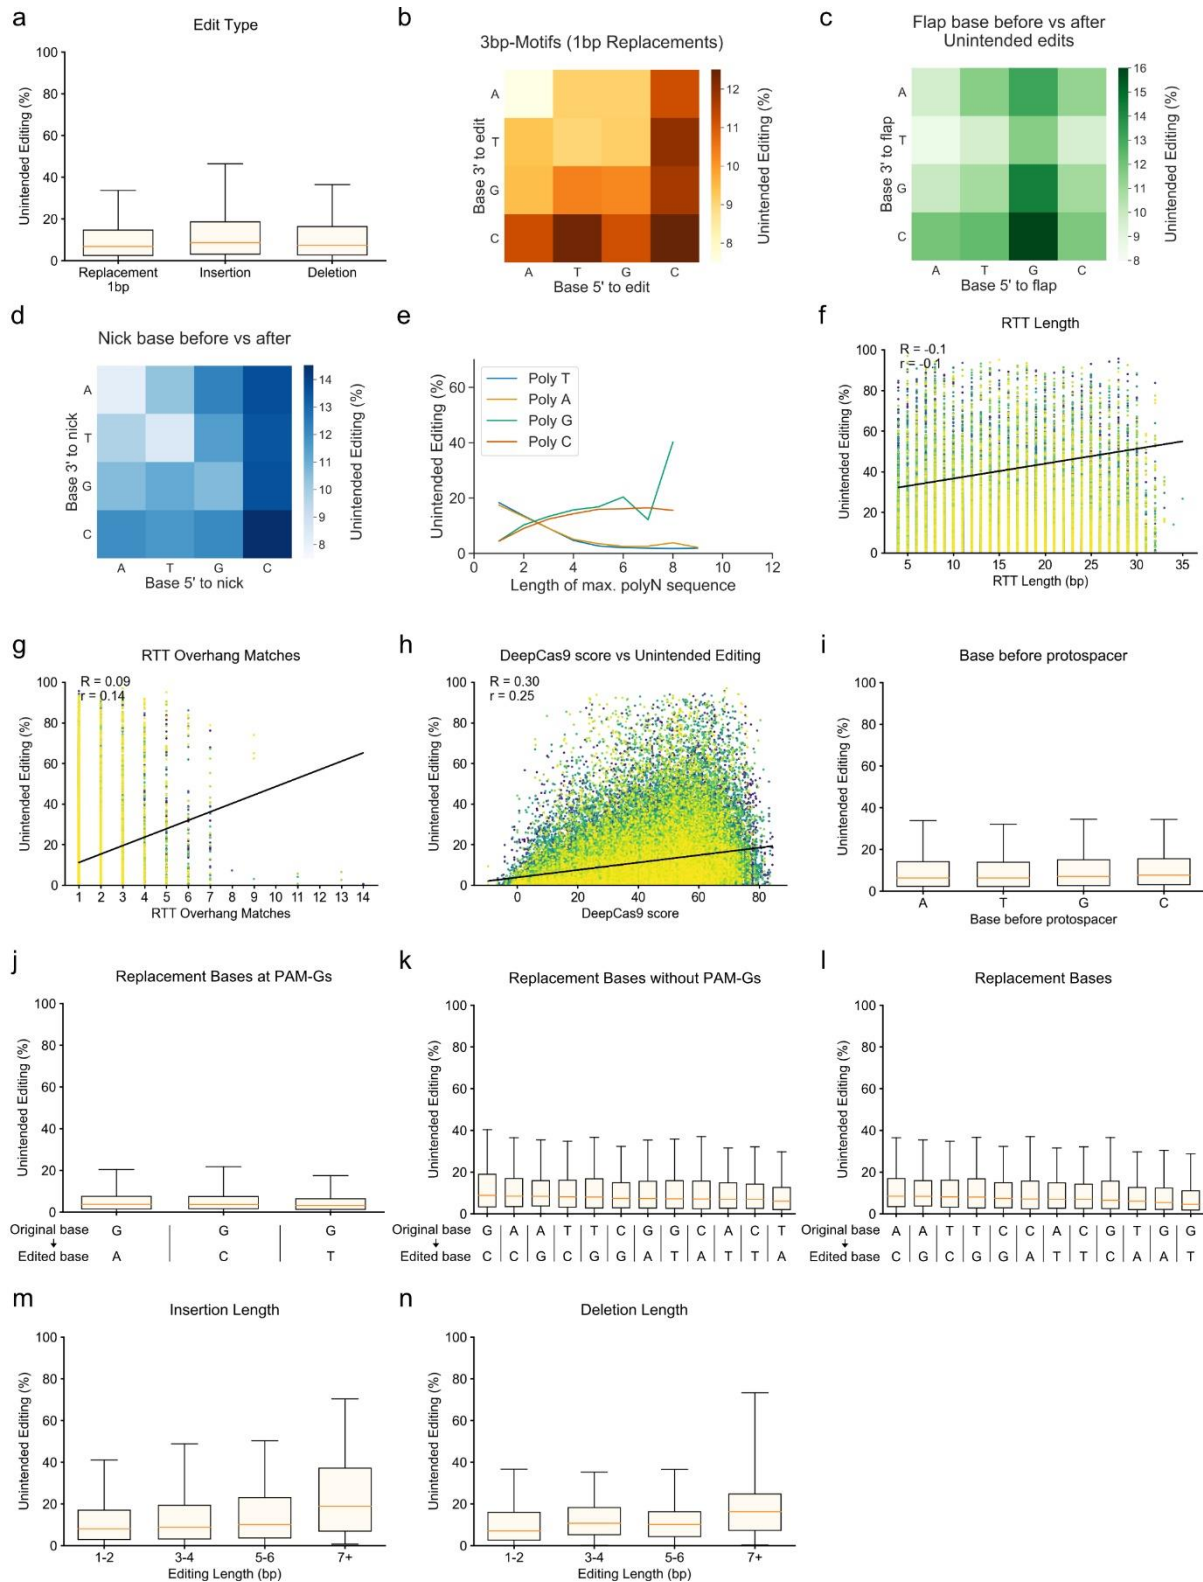 a
Edit Type
Unintended Editing (%)
100
80
60
40
20
0
Replacement
1bp
Insertion
Deletion
b
3bp-Motifs (1bp Replacements)
Base 3' to edit
A
T
G
C
A T G C
Base 5' to edit
12
11
10
9
8
Unintended Editing (%)
c
Flap base before vs after
Unintended edits
Base 3' to flap
A
T
G
C
A T G C
Base 5' to flap
16
15
14
13
12
11
10
9
8
Unintended Editing (%)
d
Nick base before vs after
Base 3' to nick
A
T
G
C
A T G C
Base 5' to nick
14
13
12
11
10
9
8
Unintended Editing (%)
e
Unintended Editing (%)
60
40
20
0
Poly T
Poly A
Poly G
Poly C
0 2 4 6 8 10 12
Length of max. polyN sequence
f
RTT Length
R = -0.1
r = -0.1
Unintended Editing (%)
100
80
60
40
20
0
5 10 15 20 25 30 35
RTT Length (bp)
g
RTT Overhang Matches
R = 0.09
r = 0.14
Unintended Editing (%)
100
80
60
40
20
0
1 2 3 4 5 6 7 8 9 10 11 12 13 14
RTT Overhang Matches
h
DeepCas9 score vs Unintended Editing
R = 0.30
r = 0.25
Unintended Editing (%)
100
80
60
40
20
0
0 20 40 60 80
DeepCas9 score
i
Base before protospacer
Unintended Editing (%)
100
80
60
40
20
0
A T G C
Base before protospacer
j
Replacement Bases at PAM-Gs
Unintended Editing (%)
100
80
60
40
20
0
Original base G G G
↓
Edited base A C T
k
Replacement Bases without PAM-Gs
Unintended Editing (%)
100
80
60
40
20
0
Original base G A A T T C G G C A C T
↓
Edited base C C G C G G A T A T T A
l
Replacement Bases
Unintended Editing (%)
100
80
60
40
20
0
Original base A A T T C C A C G T G G
↓
Edited base C G C G G A T T C A A T
m
Insertion Length
Unintended Editing (%)
100
80
60
40
20
0
1-2 3-4 5-6 7+
Editing Length (bp)
n
Deletion Length
Unintended Editing (%)
100
80
60
40
20
0
1-2 3-4 5-6 7+
Editing Length (bp)